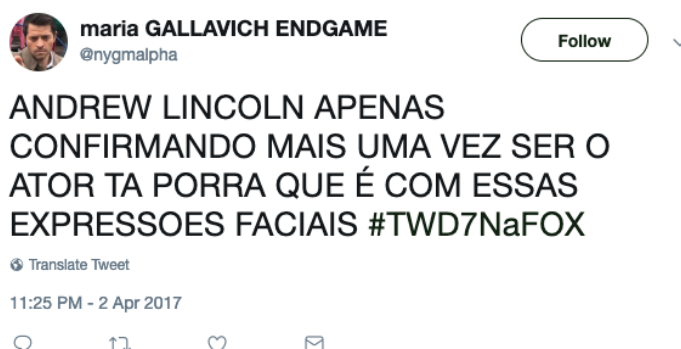 maria GALLAVICH ENDGAME
@nygmalpha
Follow
ANDREW LINCOLN APENAS
CONFIRMANDO MAIS UMA VEZ SER O
ATOR TA PORRA QUE É COM ESSAS
EXPRESSOES FACIAIS #TWD7NaFOX
Translate Tweet
11:25 PM - 2 Apr 2017